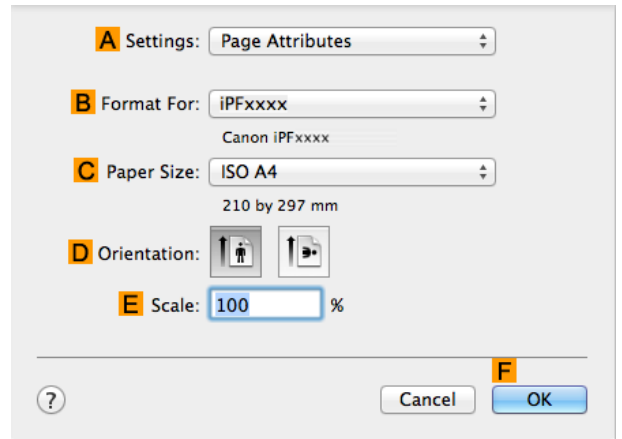 A Settings: Page Attributes
B Format For: iPFxxxx
Canon iPFxxxx
C Paper Size: ISO A4
210 by 297 mm
D Orientation:
E Scale: 100 %
F
? Cancel OK